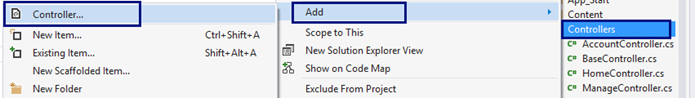 Controller...
New Item... Ctrl+Shift+A
Existing Item... Shift+Alt+A
New Scaffolded Item...
New Folder
Add
Scope to This
New Solution Explorer View
Show on Code Map
Exclude From Project
App_Start
Content
Controllers
C# AccountController.cs
C# BaseController.cs
C# HomeController.cs
C# ManageController.cs